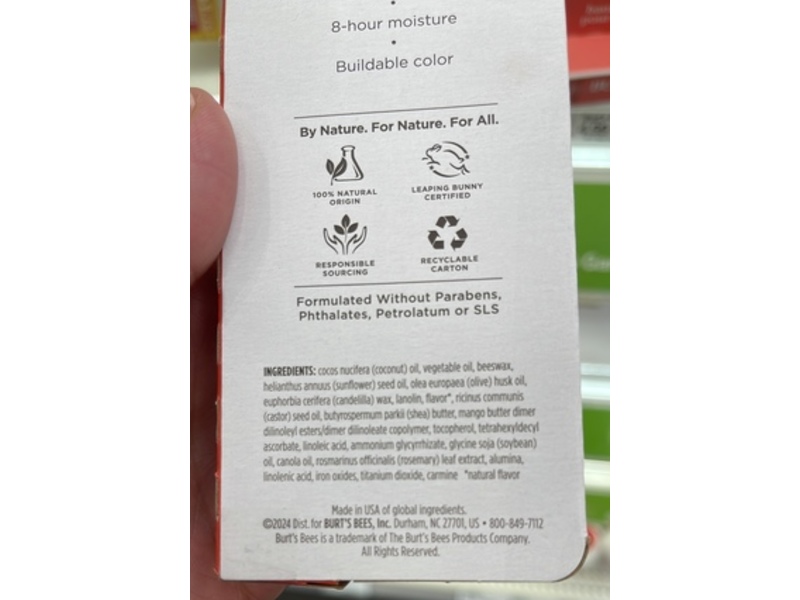 8-hour moisture
•
Buildable color
By Nature. For Nature. For All.
100% NATURAL
ORIGIN
LEAPING BUNNY
CERTIFIED
RESPONSIBLE
SOURCING
RECYCLABLE
CARTON
Formulated Without Parabens,
Phthalates, Petrolatum or SLS
INGREDIENTS: cocos nucifera (coconut) oil, vegetable oil, beeswax,
helianthus annuus (sunflower) seed oil, olea europaea (olive) husk oil,
euphorbia cerifera (candelilla) wax, lanolin, flavor*, ricinus communis
(castor) seed oil, butyrospermum parkii (shea) butter, mango butter dimer
dilinoleyl esters/dimer dilinoleate copolymer, tocopherol, tetrahexyldecyl
ascorbate, linoleic acid, ammonium glycyrrhizate, glycine soja (soybean)
oil, canola oil, rosmarinus officinalis (rosemary) leaf extract, alumina,
linolenic acid, iron oxides, titanium dioxide, carmine *natural flavor
Made in USA of global ingredients.
©2024 Dist. for BURT'S BEES, Inc. Durham, NC 27701, US • 800-849-7112
Burt's Bees is a trademark of The Burt's Bees Products Company.
All Rights Reserved.